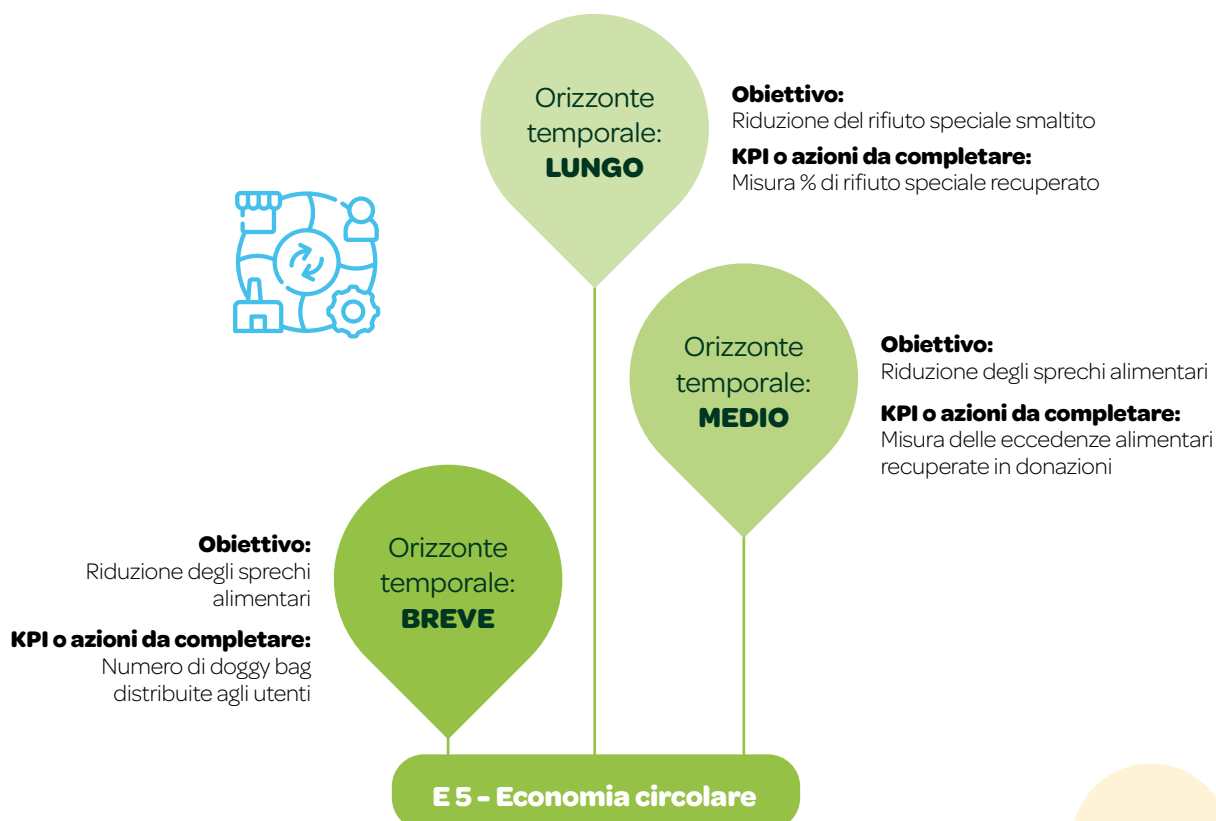 Orizzonte
temporale:
LUNGO
Obiettivo:
Riduzione del rifiuto speciale smaltito
KPI o azioni da completare:
Misura % di rifiuto speciale recuperato
Orizzonte
temporale:
MEDIO
Obiettivo:
Riduzione degli sprechi alimentari
KPI o azioni da completare:
Misura delle eccedenze alimentari
recuperate in donazioni
Obiettivo:
Riduzione degli sprechi
alimentari
KPI o azioni da completare:
Numero di doggy bag
distribuite agli utenti
Orizzonte
temporale:
BREVE
E 5 - Economia circolare